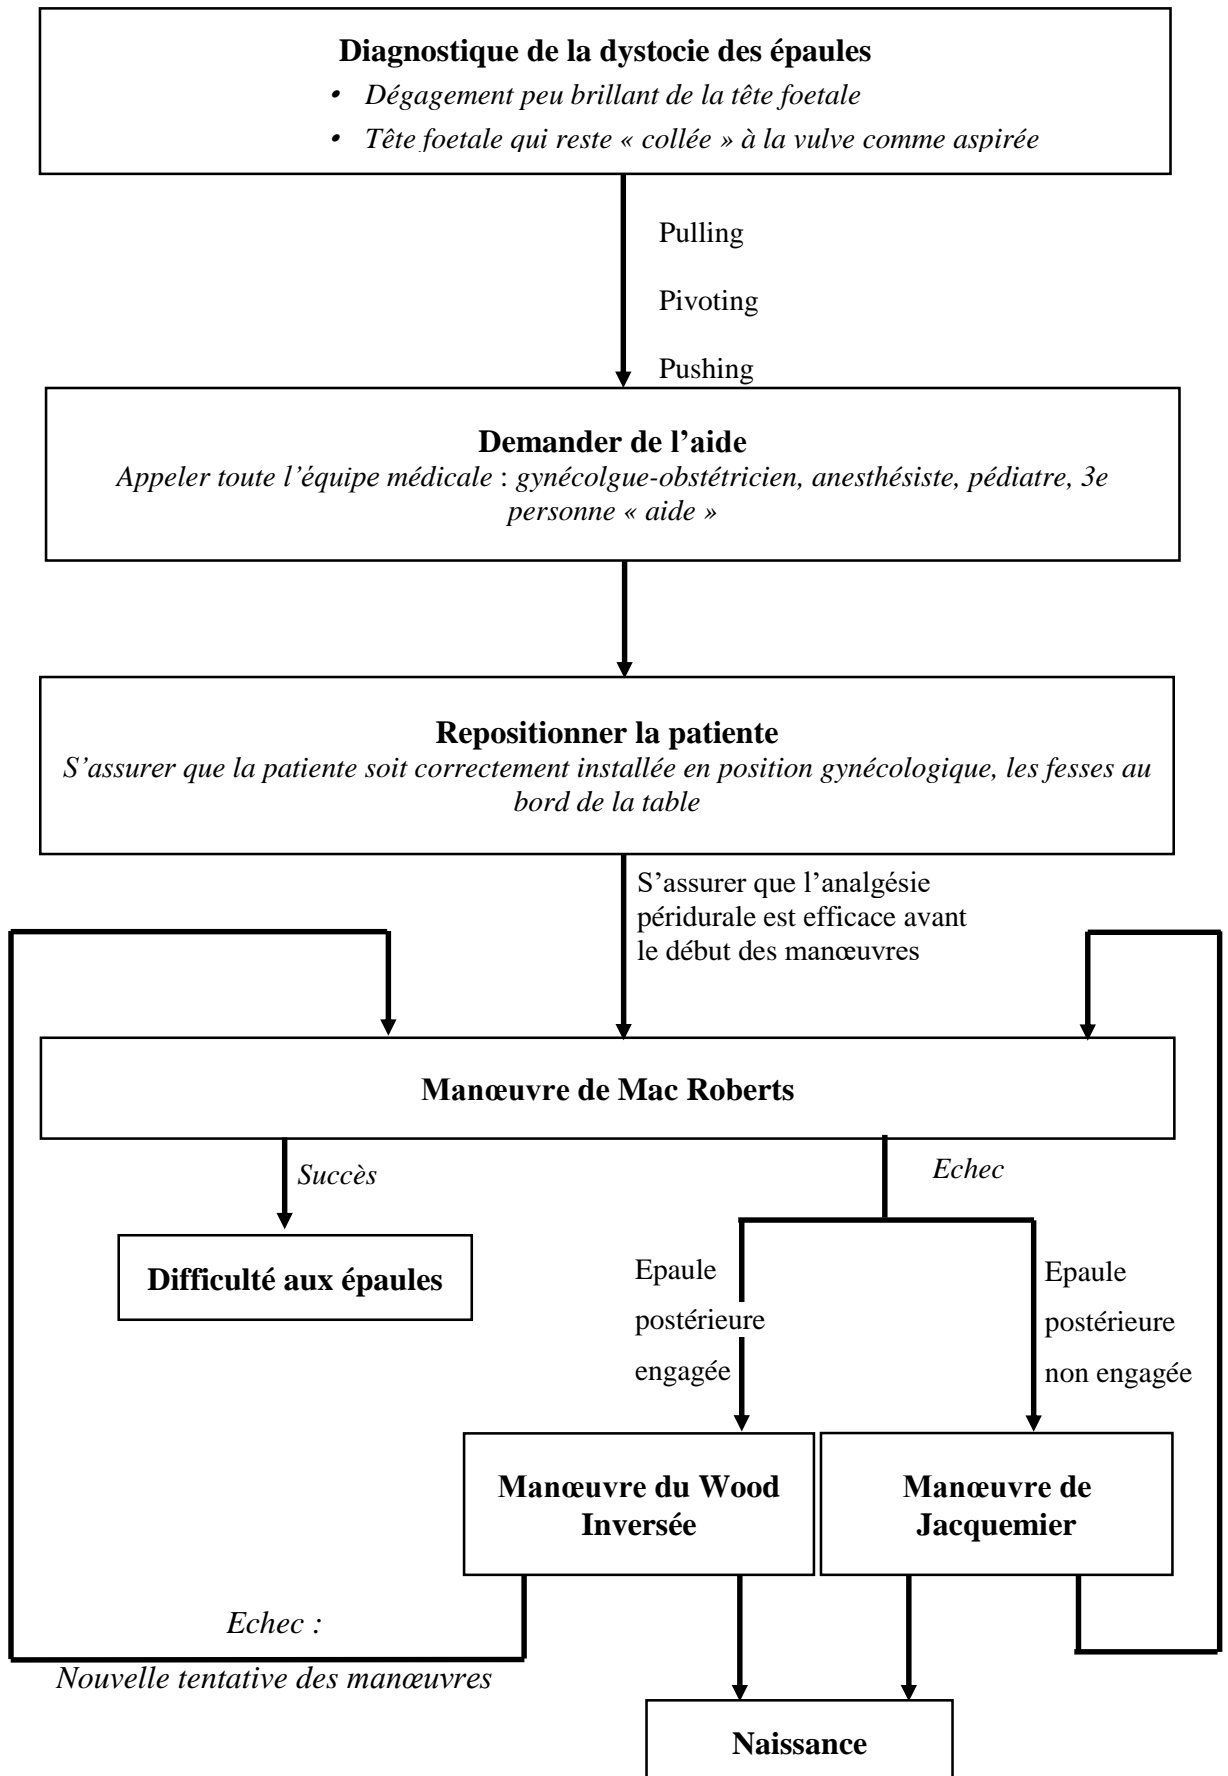 Diagnostique de la dystocie des épaules
• Dégagement peu brillant de la tête foetale
• Tête foetale qui reste « collée » à la vulve comme aspirée
Pulling
Pivoting
Pushing
Demander de l’aide
Appeler toute l’équipe médicale : gynécolgue-obstétricien, anesthésiste, pédiatre, 3e
personne « aide »
Repositionner la patiente
S’assurer que la patiente soit correctement installée en position gynécologique, les fesses au
bord de la table
S’assurer que l’analgésie
péridurale est efficace avant
le début des manœuvres
Manœuvre de Mac Roberts
Succès
Echec
Difficulté aux épaules
Epaule
postérieure
engagée
Epaule
postérieure
non engagée
Manœuvre du Wood
Inversée
Manœuvre de
Jacquemier
Echec :
Nouvelle tentative des manœuvres
Naissance